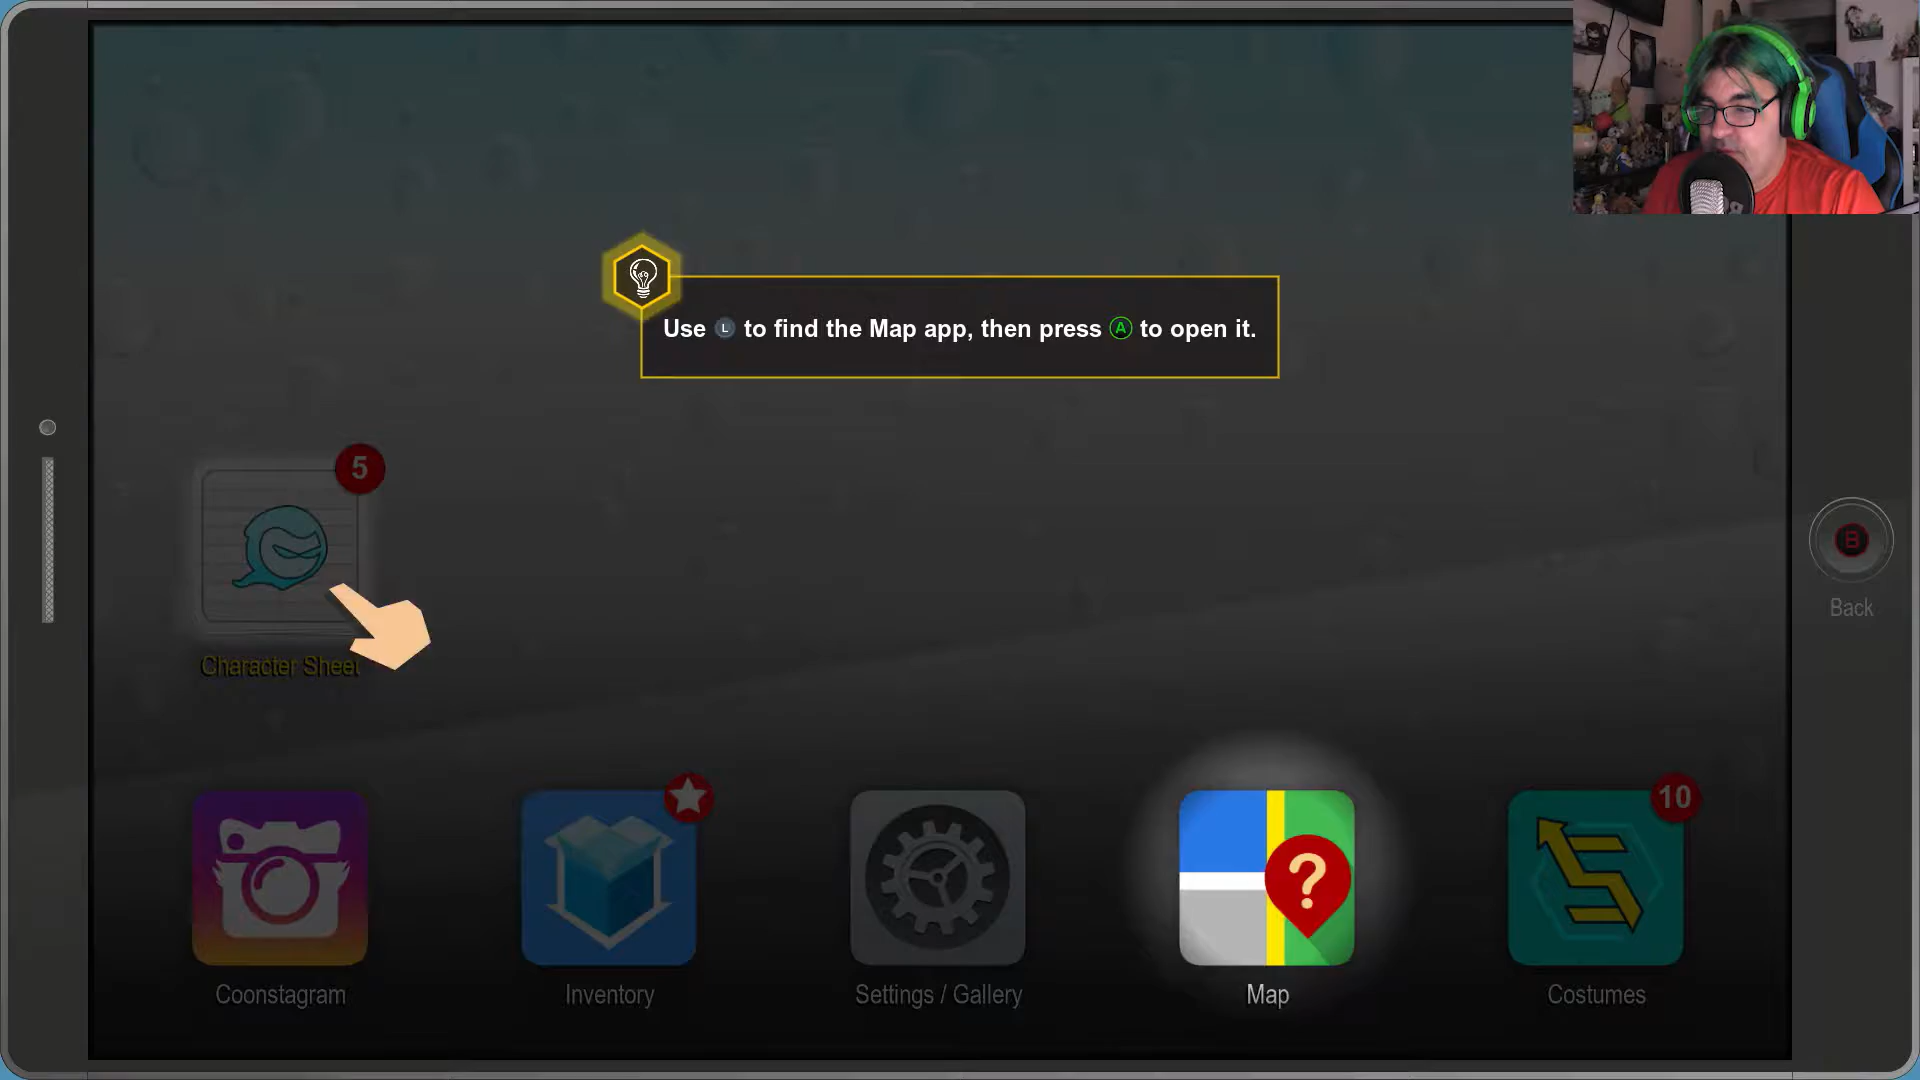 Use L to find the Map app, then press A to open it.
5
Character Sheet
B
Back
10
Coonstagram
Inventory
Settings / Gallery
?
Map
Costumes